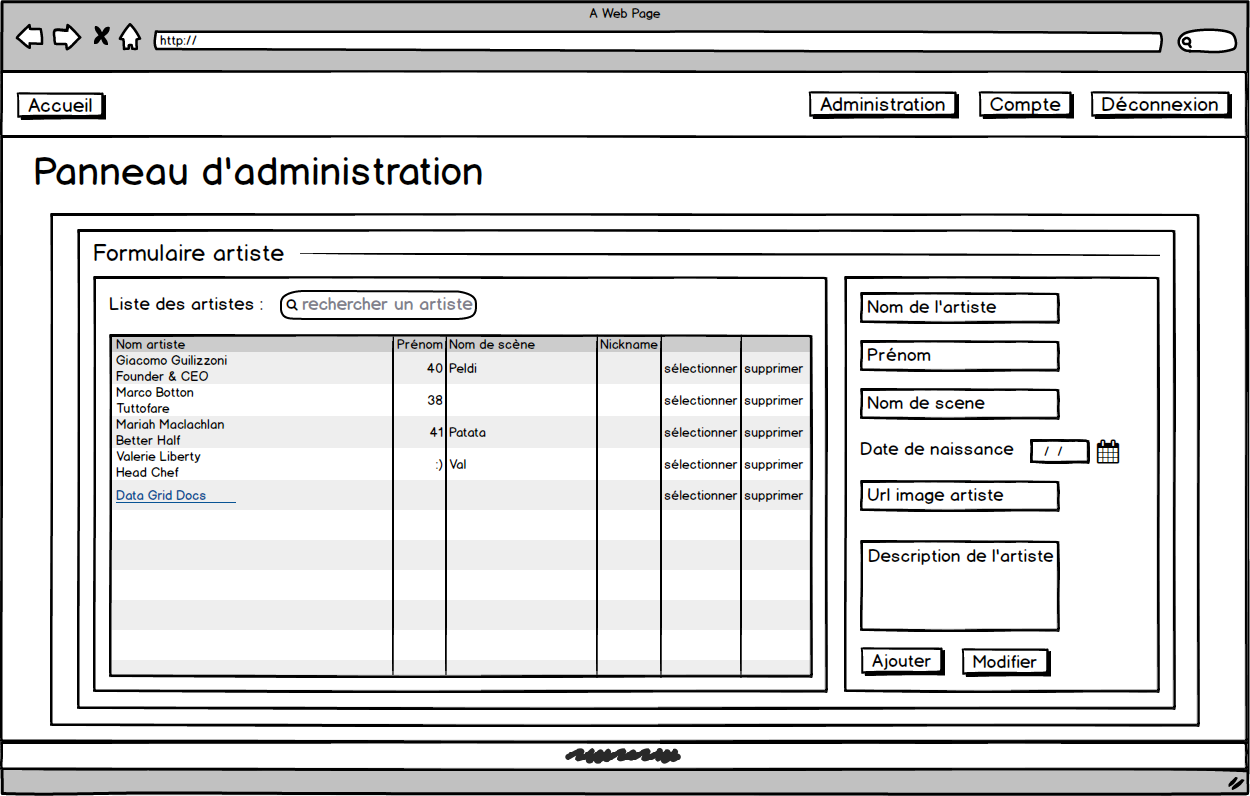 A Web Page
http://
Accueil
Administration
Compte
Déconnexion
Panneau d'administration
Formulaire artiste
Liste des artistes :
rechercher un artiste
Nom artiste Prénom Nom de scène Nickname
Giacomo Guilizzoni
Founder & CEO
40 Peldi sélectionner supprimer
Marco Botton
Tuttofare
38 sélectionner supprimer
Mariah Maclachlan
Better Half
41 Patata sélectionner supprimer
Valerie Liberty
Head Chef
:) Val sélectionner supprimer
Data Grid Docs sélectionner supprimer
Nom de l'artiste
Prénom
Nom de scene
Date de naissance / /
Url image artiste
Description de l'artiste
Ajouter
Modifier